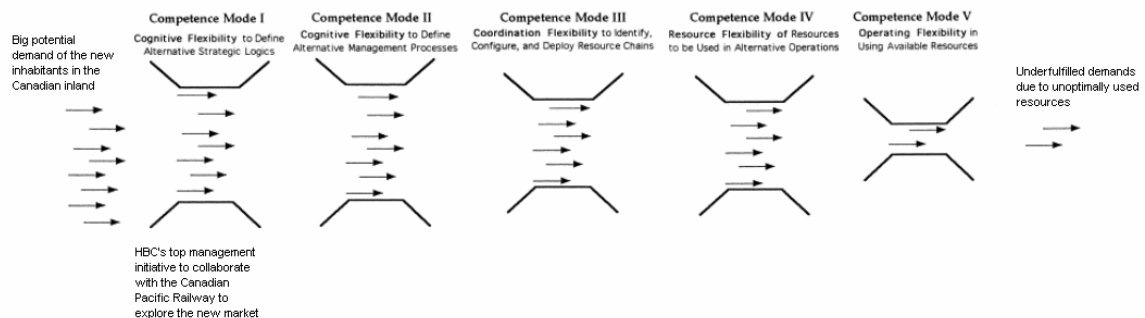 Big potential
demand of the new
inhabitants in the
Canadian inland
Competence Mode I
Cognitive Flexibility to Define
Alternative Strategic Logics
HBC's top management
initiative to collaborate
with the Canadian
Pacific Railway to
explore the new market
Competence Mode II
Cognitive Flexibility to Define
Alternative Management Processes
Competence Mode III
Coordination Flexibility to Identify,
Configure, and Deploy Resource Chains
Competence Mode IV
Resource Flexibility of Resources
to be Used in Alternative Operations
Competence Mode V
Operating Flexibility in
Using Available Resources
Underfulfilled demands
due to unoptimally used
resources